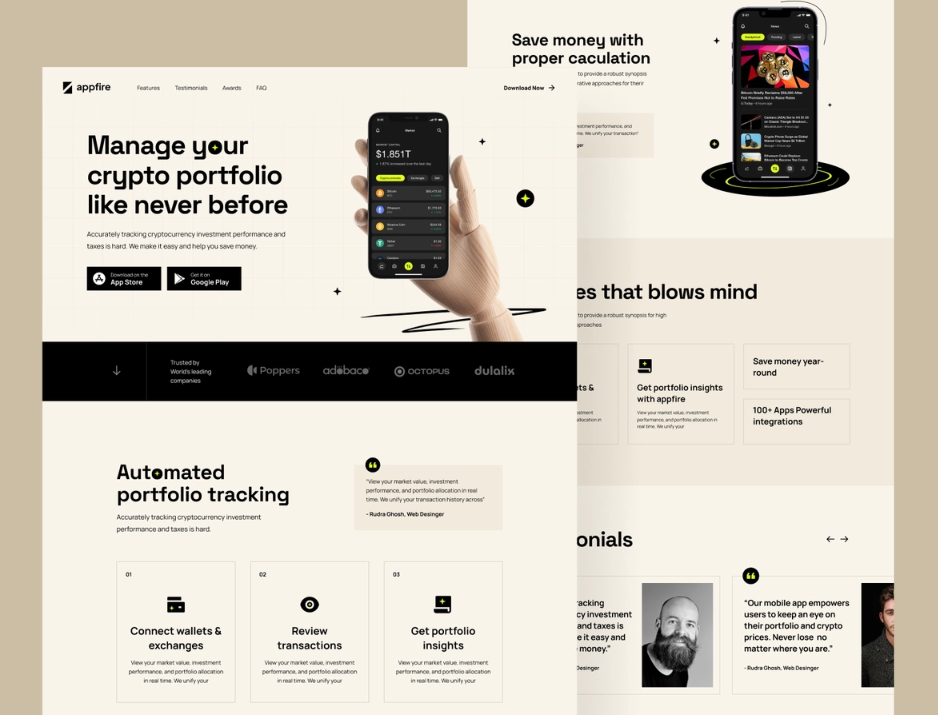 appfire
Features
Testimonials
Awards
FAQ
Download Now
Manage your
crypto portfolio
like never before
Accurately tracking cryptocurrency investment performance and
taxes is hard. We make it easy and help you save money.
Download on the
App Store
Get it on
Google Play
Market
$1.851T
Bitcoin
Ethereum
Trusted by
World's leading
companies
Poppers
adobaco
OCTOPUS
dulalix
Automated
portfolio tracking
Accurately tracking cryptocurrency investment
performance and taxes is hard.
"View your market value, investment
performance, and portfolio allocation in real
time. We unify your transaction history across"
- Rudra Ghosh, Web Desinger
01
Connect wallets &
exchanges
View your market value, investment
performance, and portfolio allocation
in real time. We unify your
02
Review
transactions
View your market value, investment
performance, and portfolio allocation
in real time. We unify your
03
Get portfolio
insights
View your market value, investment
performance, and portfolio allocation
in real time. We unify your
Save money with
proper caculation
to provide a robust synopsis
rative approaches for their
estment performance, and
me. We unify your transaction"
ger
News
es that blows mind
to provide a robust synopsis for high
approaches
ets &
Get portfolio insights
with appfire
View your market value, investment
performance, and portfolio allocation in
real time. We unify your
Save money year-
round
100+ Apps Powerful
integrations
onials
racking
cy investment
and taxes is
e it easy and
money."
Desinger
"Our mobile app empowers
users to keep an eye on
their portfolio and crypto
prices. Never lose no
matter where you are."
- Rudra Ghosh, Web Desinger